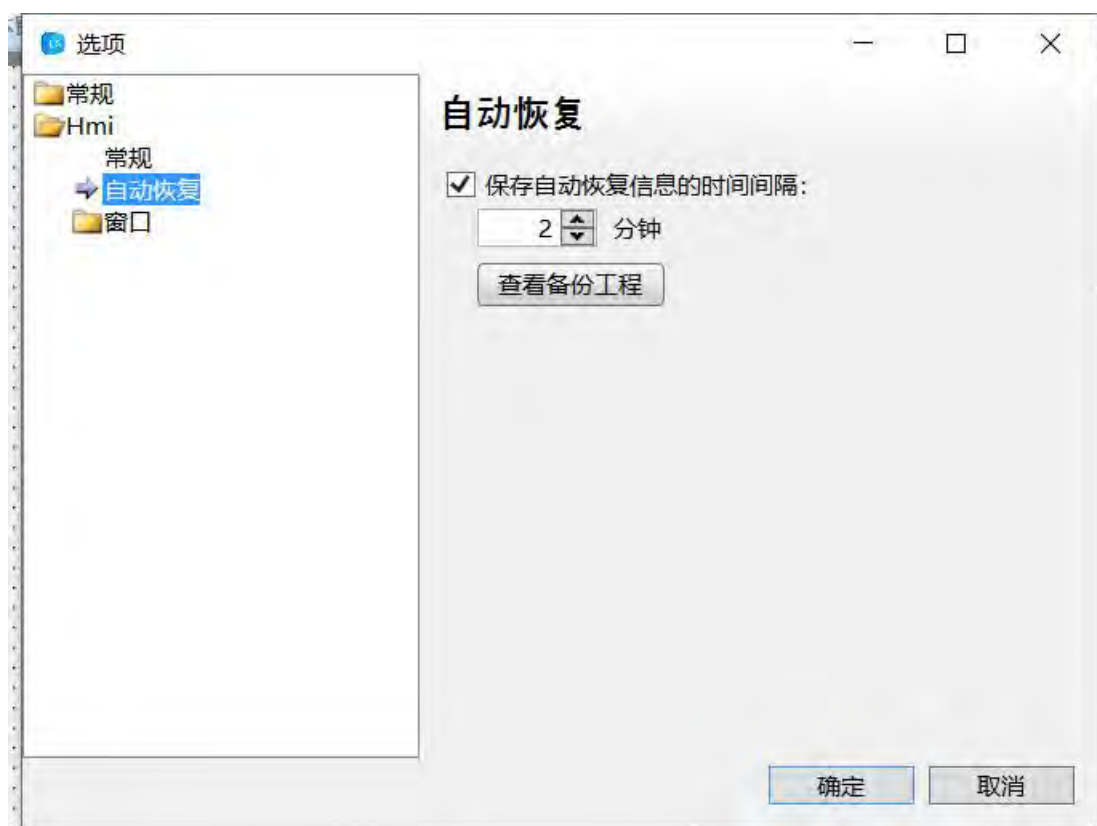 选项
常规
Hmi
常规
自动恢复
窗口
自动恢复
保存自动恢复信息的时间间隔：
2 分钟
查看备份工程
确定 取消